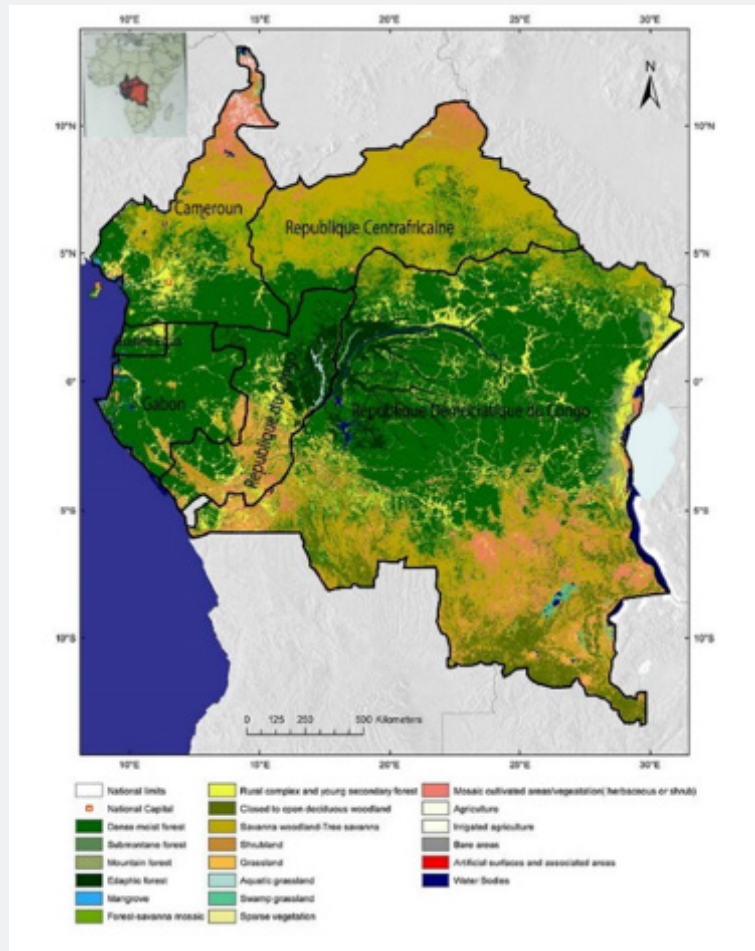 10°E 15°E 20°E 25°E 30°E
N
10°N 10°N
Cameroun
Republique Centrafricaine
5°N 5°N
0° 0°
Gabon
Republique du Congo
Republique Democratique du Congo
5°S 5°S
10°S 10°S
0 125 250 500 Kilometers
10°E 15°E 20°E 25°E 30°E
National limits
National Capital
Dense moist forest
Submontane forest
Mountain forest
Edaphic forest
Mangrove
Forest-savanna mosaic
Rural complex and young secondary forest
Closed to open deciduous woodland
Savanna woodland-Tree savanna
Shrubland
Grassland
Aquatic grassland
Swamp grassland
Sparse vegetation
Mosaic cultivated areas/vegetation( herbaceous or shrub)
Agriculture
Irrigated agriculture
Bare areas
Artificial surfaces and associated areas
Water Bodies